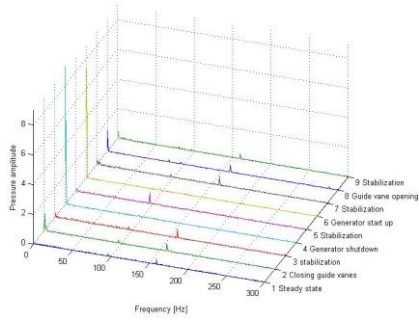 8
6
4
2
0
Pressure amplitude
0
50
100
150
200
250
300
Frequency [Hz]
9 Stabilization
8 Guide vane opening
7 Stabilization
6 Generator start up
5 Stabilization
4 Generator shutdown
3 stabilization
2 Closing guide vanes
1 Steady state